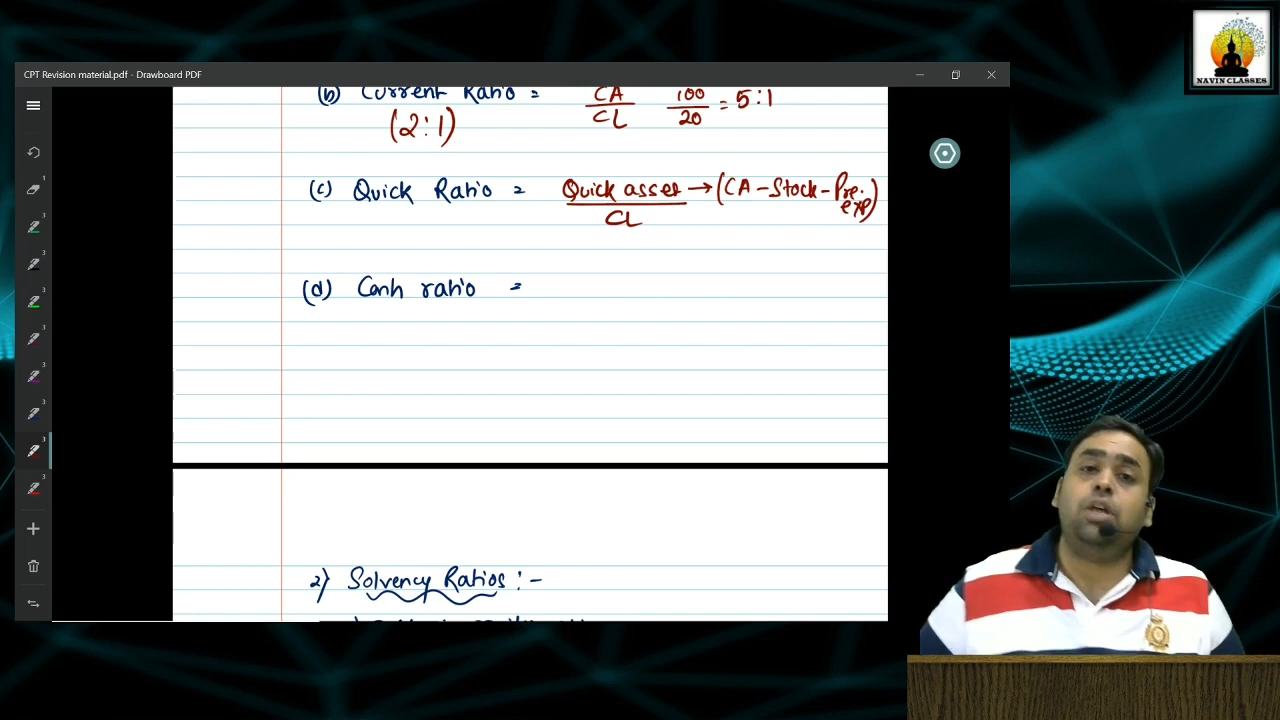 NAVIN CLASSES
CPT Revision material.pdf - Drawboard PDF
(b) Current Ratio = CA/CL 100/20 = 5:1
(2:1)
(c) Quick Ratio = Quick asset/CL → (CA - Stock - Pre. exp)
(d) Cash ratio =
2) Solvency Ratios :-